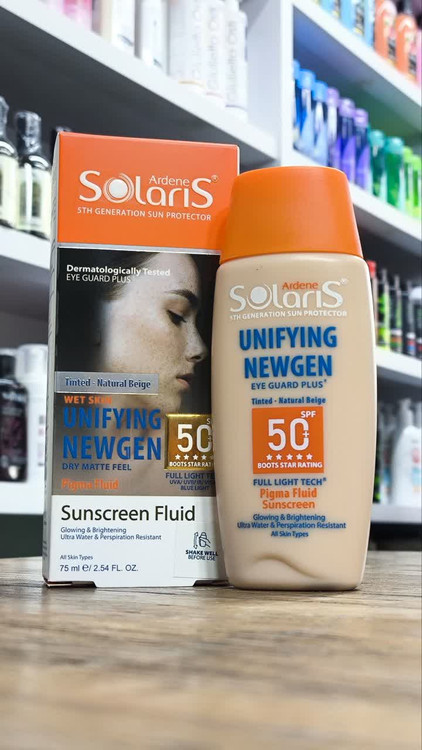 Ardene
SolariS®
5TH GENERATION SUN PROTECTOR
Dermatologically Tested
EYE GUARD PLUS®
Tinted - Natural Beige
WET SKIN
UNIFYING
NEWGEN
DRY MATTE FEEL
Pigma Fluid
50
BOOTS STAR RATING
FULL LIGHT TECH
Sunscreen Fluid
Glowing & Brightening
Ultra Water & Perspiration Resistant
All Skin Types
75 ml ℮/ 2.54 FL. OZ.
SHAKE WELL
BEFORE USE
Ardene
SolariS®
5TH GENERATION SUN PROTECTOR
UNIFYING
NEWGEN
EYE GUARD PLUS®
Tinted - Natural Beige
SPF
50
BOOTS STAR RATING
FULL LIGHT TECH®
Pigma Fluid
Sunscreen
Glowing & Brightening
Ultra Water & Perspiration Resistant
All Skin Types